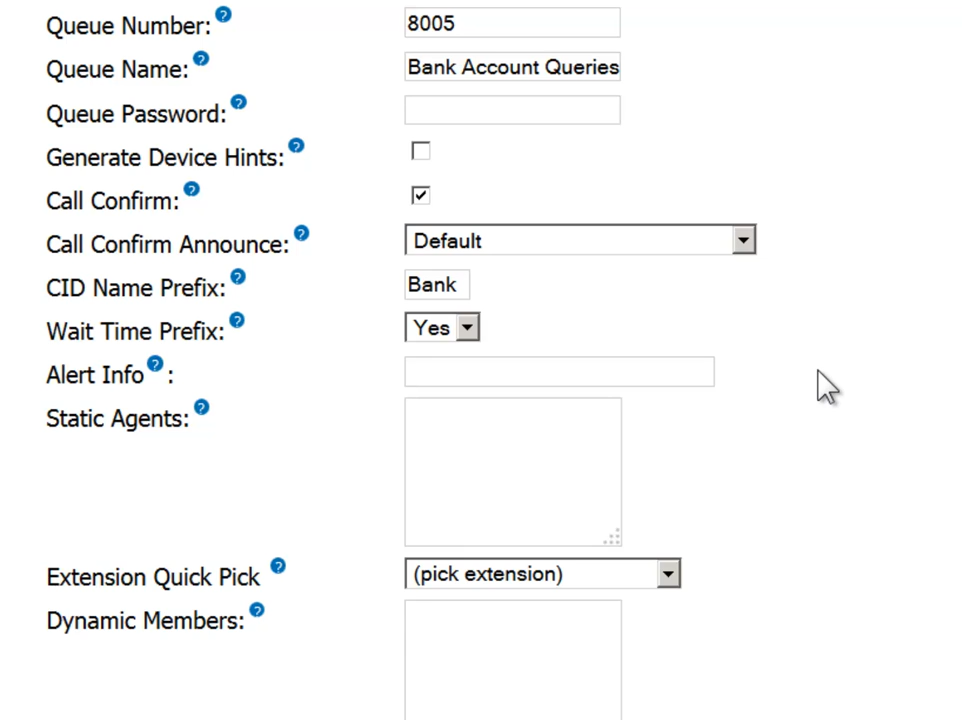 Queue Number: ? 8005
Queue Name: ? Bank Account Queries
Queue Password: ?
Generate Device Hints: ?
Call Confirm: ?
Call Confirm Announce: ? Default
CID Name Prefix: ? Bank
Wait Time Prefix: ? Yes
Alert Info ? :
Static Agents: ?
Extension Quick Pick ? (pick extension)
Dynamic Members: ?